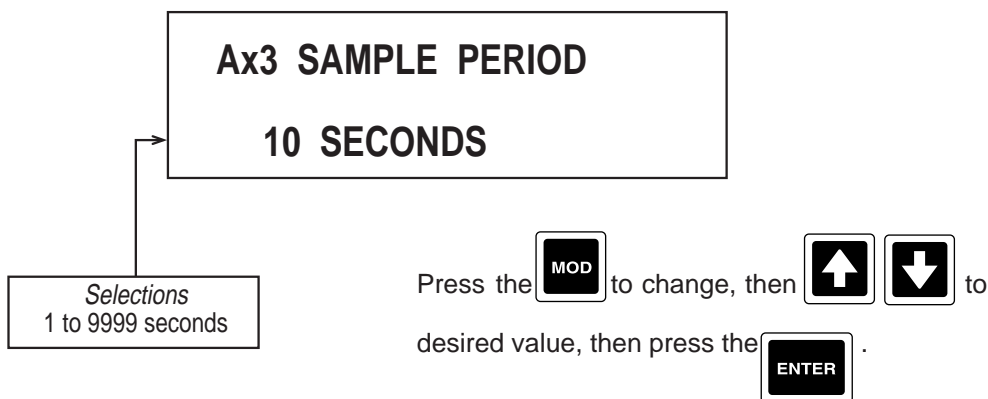 Ax3 SAMPLE PERIOD
10 SECONDS
Selections
1 to 9999 seconds
Press the MOD to change, then to
desired value, then press the ENTER .